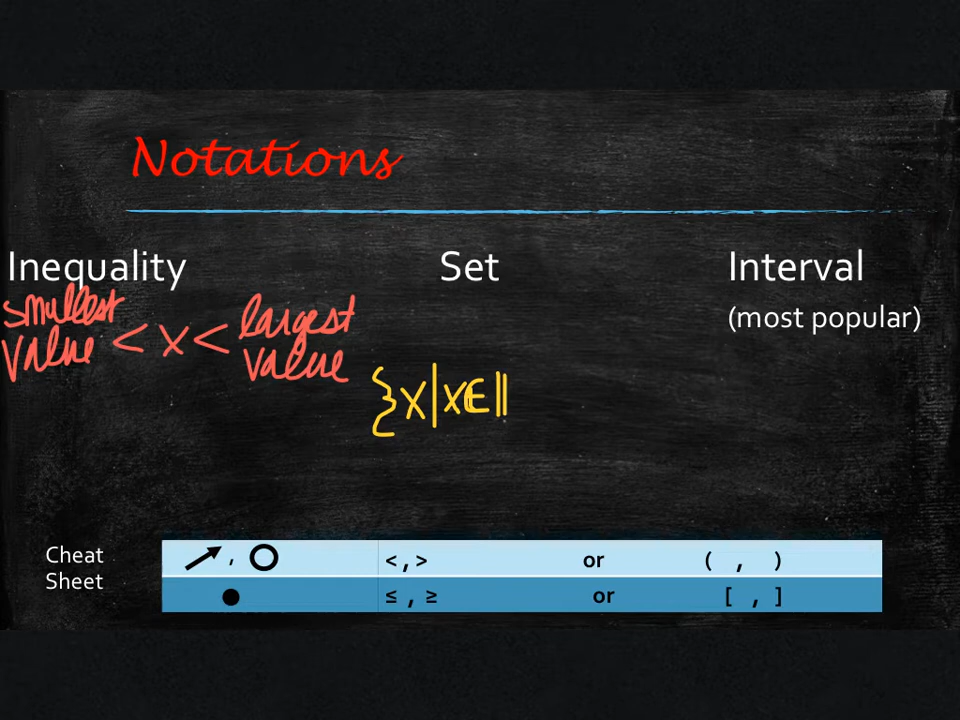 Notations
Inequality Set Interval
(most popular)
smallest value < x < largest value
{x|x∈
Cheat Sheet
, <,> or ( , )
≤ , ≥ or [ , ]